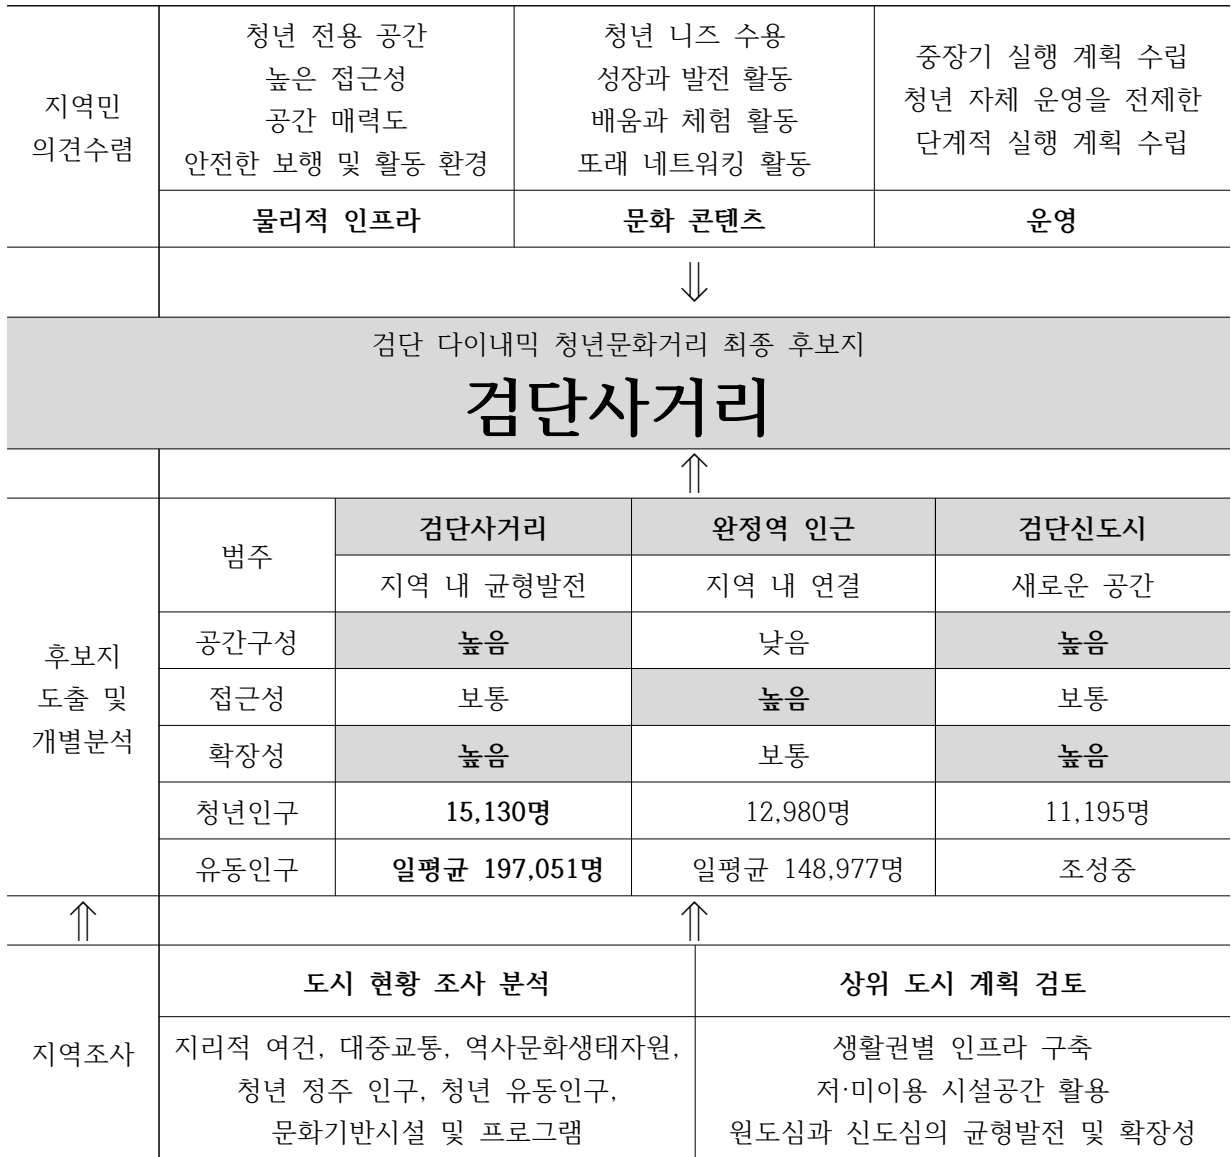 지역민
의견수렴
청년 전용 공간
높은 접근성
공간 매력도
안전한 보행 및 활동 환경
청년 니즈 수용
성장과 발전 활동
배움과 체험 활동
또래 네트워킹 활동
중장기 실행 계획 수립
청년 자체 운영을 전제한
단계적 실행 계획 수립
물리적 인프라
문화 콘텐츠
운영
⇓
검단 다이내믹 청년문화거리 최종 후보지
검단사거리
⇑
후보지
도출 및
개별분석
범주
검단사거리
완정역 인근
검단신도시
지역 내 균형발전
지역 내 연결
새로운 공간
공간구성
높음
낮음
높음
접근성
보통
높음
보통
확장성
높음
보통
높음
청년인구
15,130명
12,980명
11,195명
유동인구
일평균 197,051명
일평균 148,977명
조성중
⇑
⇑
지역조사
도시 현황 조사 분석
상위 도시 계획 검토
지리적 여건, 대중교통, 역사문화생태자원,
청년 정주 인구, 청년 유동인구,
문화기반시설 및 프로그램
생활권별 인프라 구축
저·미이용 시설공간 활용
원도심과 신도심의 균형발전 및 확장성